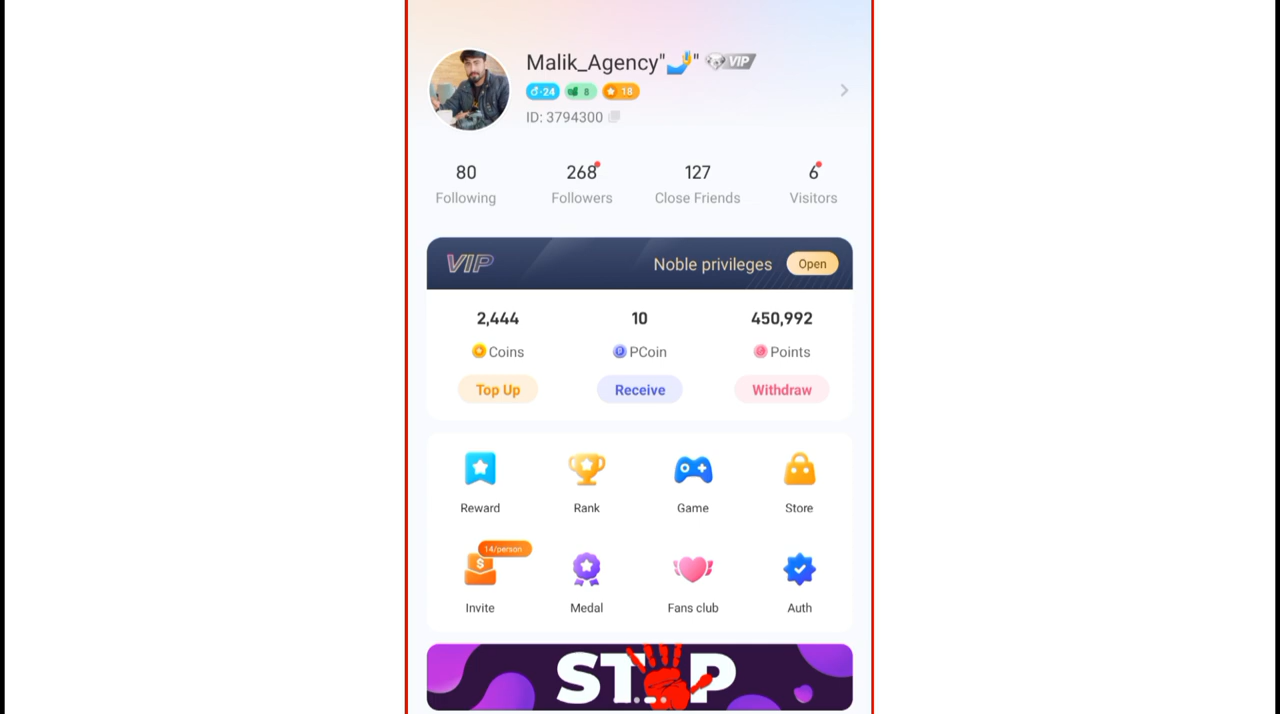 Malik_Agency"🤳" VIP
24 8 18
ID: 3794300
80 268 127 6
Following Followers Close Friends Visitors
VIP Noble privileges Open
2,444 10 450,992
Coins PCoin Points
Top Up Receive Withdraw
Reward Rank Game Store
14/person
Invite Medal Fans club Auth
STOP